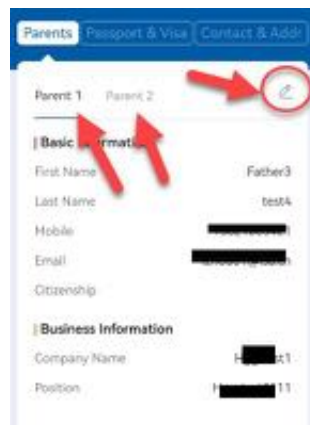 Parents Passport & Visa Contact & Addr
Parent 1 Parent 2
Basic
First Name Father3
Last Name test4
Mobile
Email
Citizenship
Business Information
Company Name
Position 11